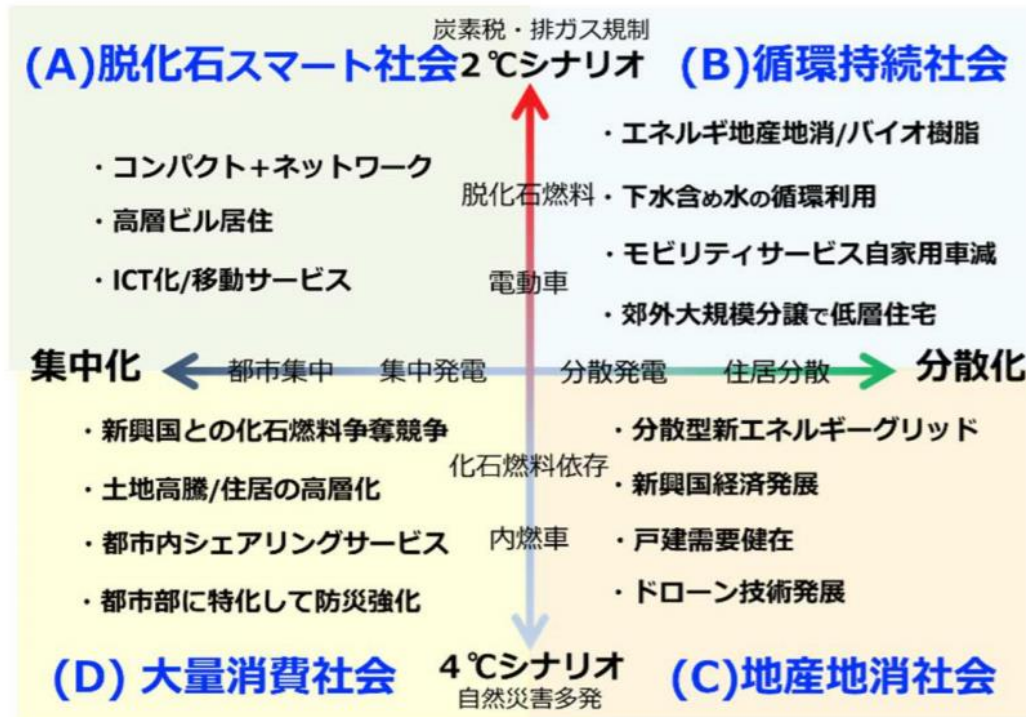 炭素税・排ガス規制
2℃シナリオ
(A)脱化石スマート社会
・コンパクト＋ネットワーク
・高層ビル居住
・ICT化/移動サービス
(B)循環持続社会
・エネルギ地産地消/バイオ樹脂
・下水含め水の循環利用
・モビリティサービス自家用車減
・郊外大規模分譲で低層住宅
脱化石燃料
電動車
集中化
都市集中
集中発電
分散発電
住居分散
分散化
・新興国との化石燃料争奪競争
・土地高騰/住居の高層化
・都市内シェアリングサービス
・都市部に特化して防災強化
(D) 大量消費社会
化石燃料依存
内燃車
4℃シナリオ
自然災害多発
・分散型新エネルギーグリッド
・新興国経済発展
・戸建需要健在
・ドローン技術発展
(C)地産地消社会